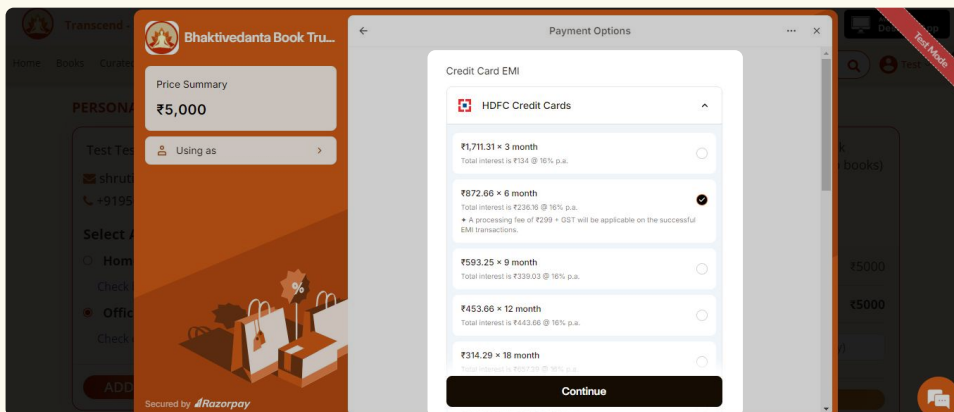 Transcend
Home Books
PERSONA
Test Tes
shruti
+9195
Select A
Hom
Check
Offic
Check
ADD
Bhaktivedanta Book Tru...
Price Summary
₹5,000
Using as
%
Secured by Razorpay
Payment Options
Credit Card EMI
HDFC Credit Cards
₹1,711.31 × 3 month
Total interest is ₹134 @ 16% p.a.
₹872.66 × 6 month
Total interest is ₹236.16 @ 16% p.a.
✦ A processing fee of ₹299 + GST will be applicable on the successful
EMI transactions.
₹593.25 × 9 month
Total interest is ₹339.03 @ 16% p.a.
₹453.66 × 12 month
Total interest is ₹443.66 @ 16% p.a.
₹314.29 × 18 month
Continue
Test Mode
Test
books)
₹5000
₹5000